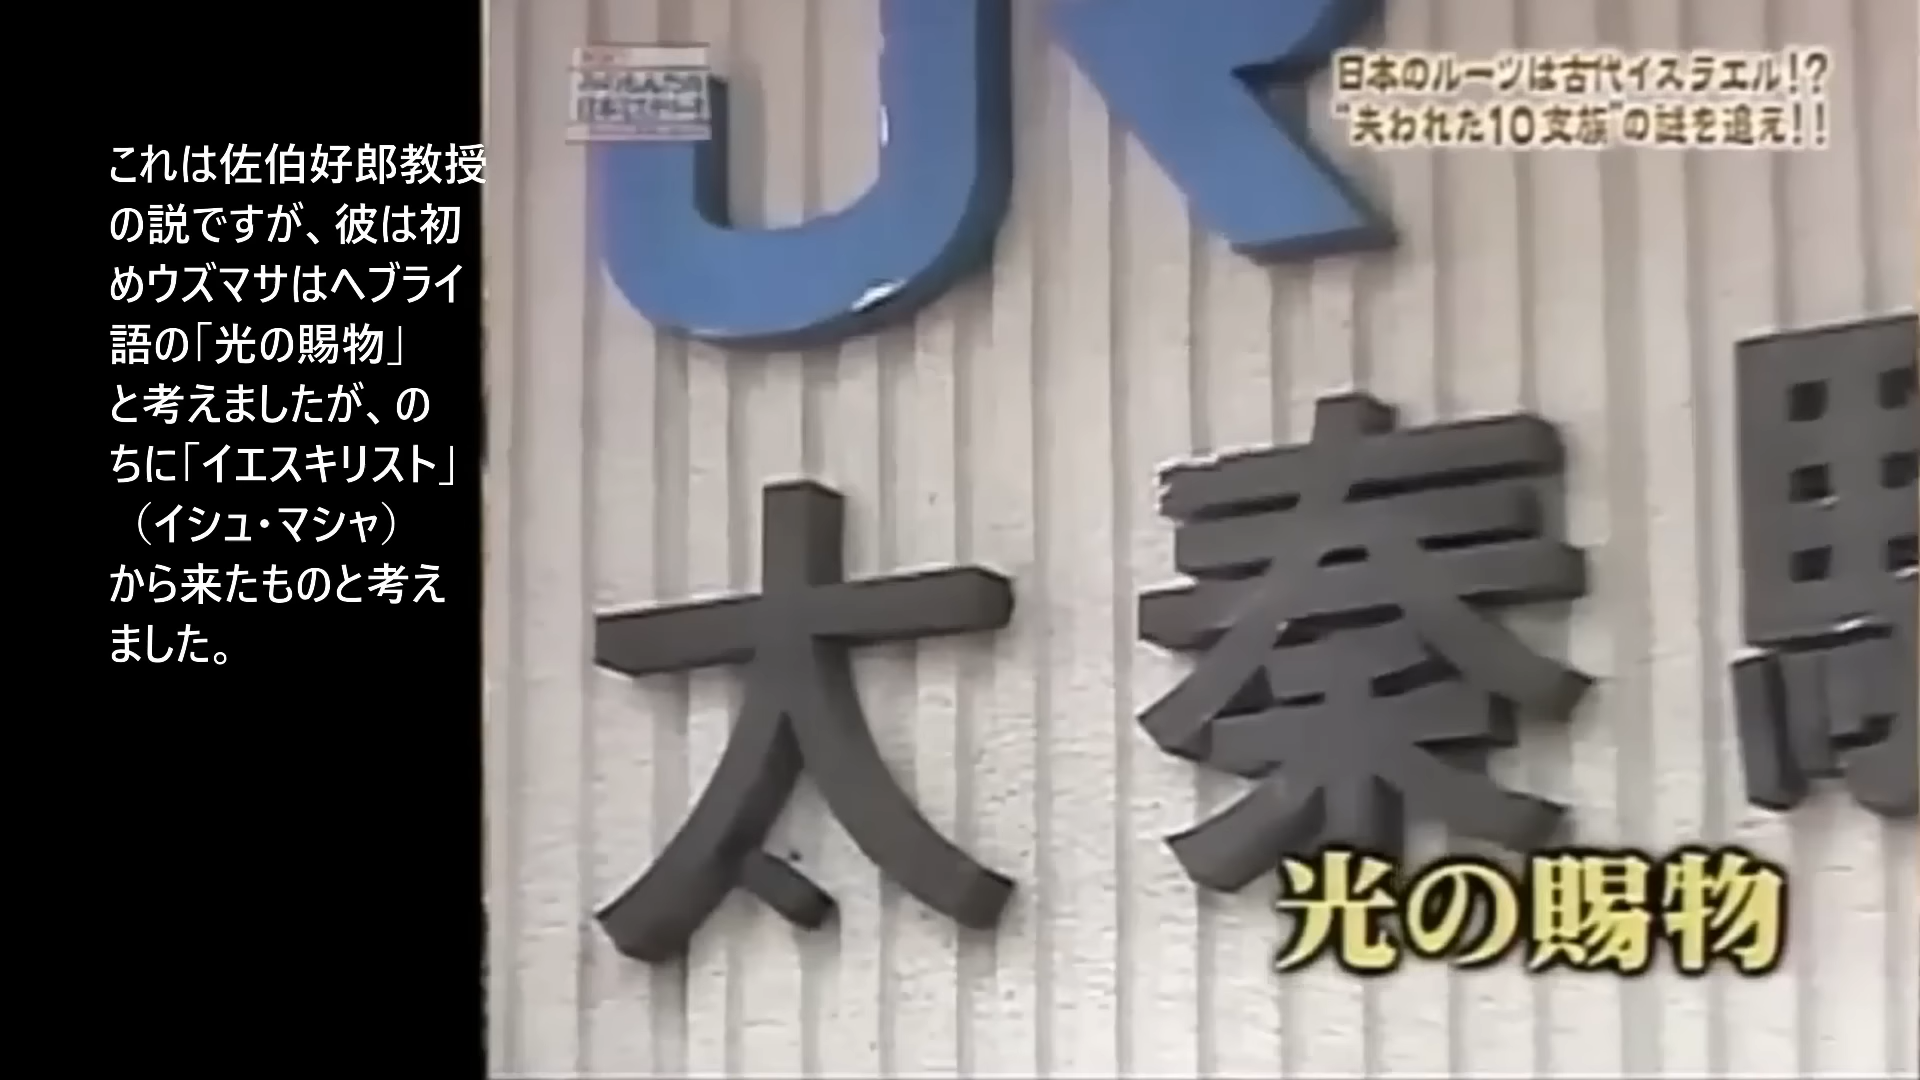 これは佐伯好郎教授
の説ですが、彼は初
めウズマサはヘブライ
語の「光の賜物」
と考えましたが、の
ちに「イエスキリスト」
（イシュ・マシャ）
から来たものと考え
ました。
日本のルーツは古代イスラエル！？
“失われた10支族”の謎を追え！！
JR
太秦駅
光の賜物